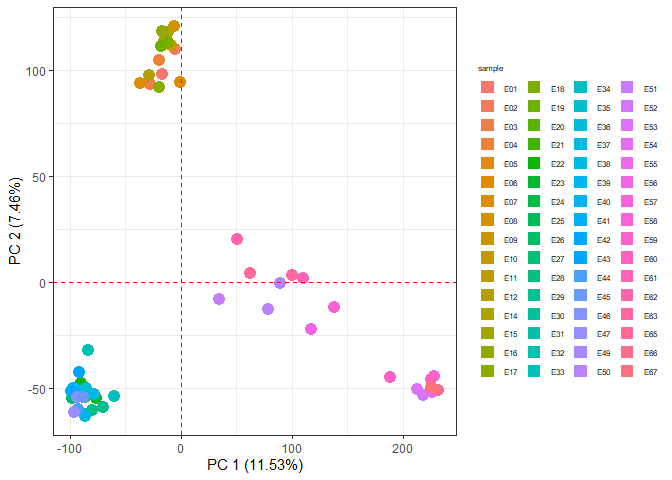 sample
E01 E18 E34 E51
E02 E19 E35 E52
E03 E20 E36 E53
E04 E21 E37 E54
E05 E22 E38 E55
E06 E23 E39 E56
E07 E24 E40 E57
E08 E25 E41 E58
E09 E26 E42 E59
E10 E27 E43 E60
E11 E28 E44 E61
E12 E29 E45 E62
E14 E30 E46 E63
E15 E31 E47 E65
E16 E32 E49 E66
E17 E33 E50 E67
100
50
0
-50
PC 2 (7.46%)
-100 0 100 200
PC 1 (11.53%)